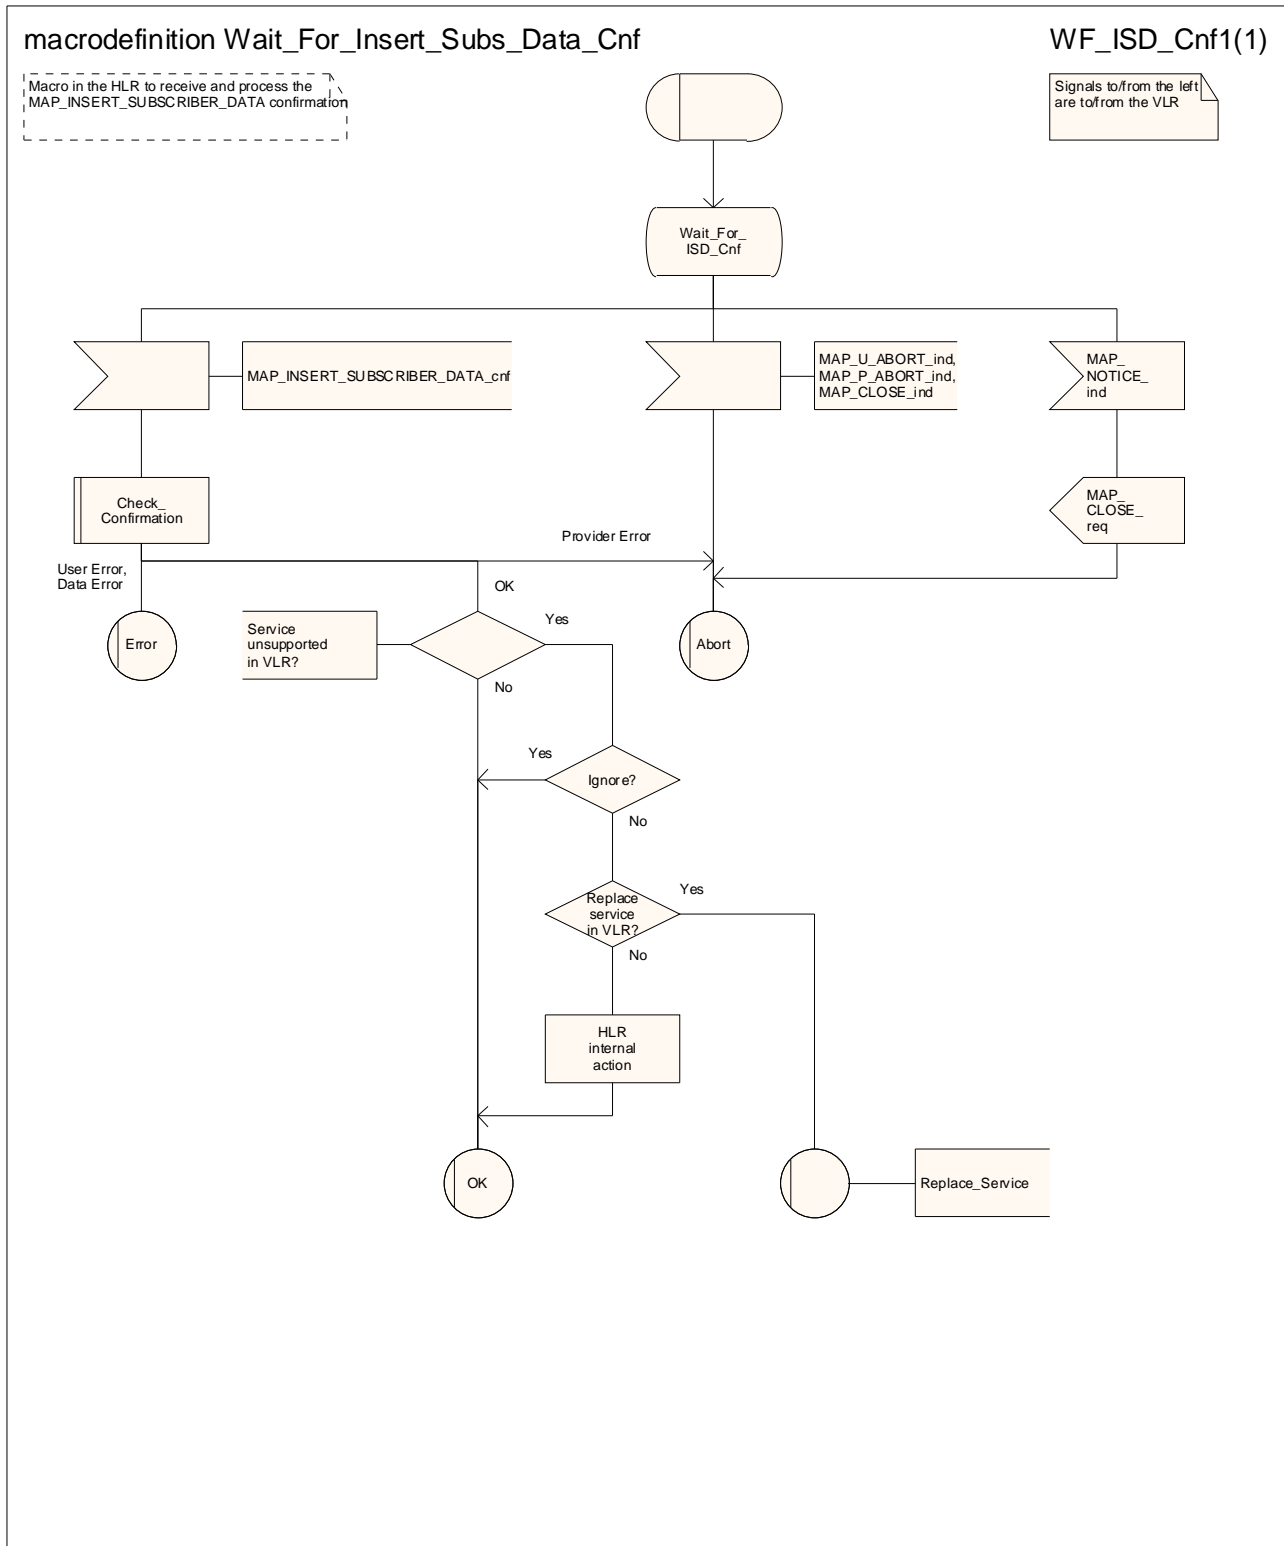 macrodefinition Wait_For_Insert_Subs_Data_Cnf
WF_ISD_Cnf1(1)
Macro in the HLR to receive and process the
MAP_INSERT_SUBSCRIBER_DATA confirmation
Signals to/from the left
are to/from the VLR
Wait_For_
ISD_Cnf
MAP_INSERT_SUBSCRIBER_DATA_cnf
MAP_U_ABORT_ind,
MAP_P_ABORT_ind,
MAP_CLOSE_ind
MAP_
NOTICE_
ind
Check_
Confirmation
MAP_
CLOSE_
req
Provider Error
User Error,
Data Error
OK
Error
Service
unsupported
in VLR?
Yes
Abort
No
Yes
Ignore?
No
Replace
service
in VLR?
Yes
No
HLR
internal
action
OK
Replace_Service